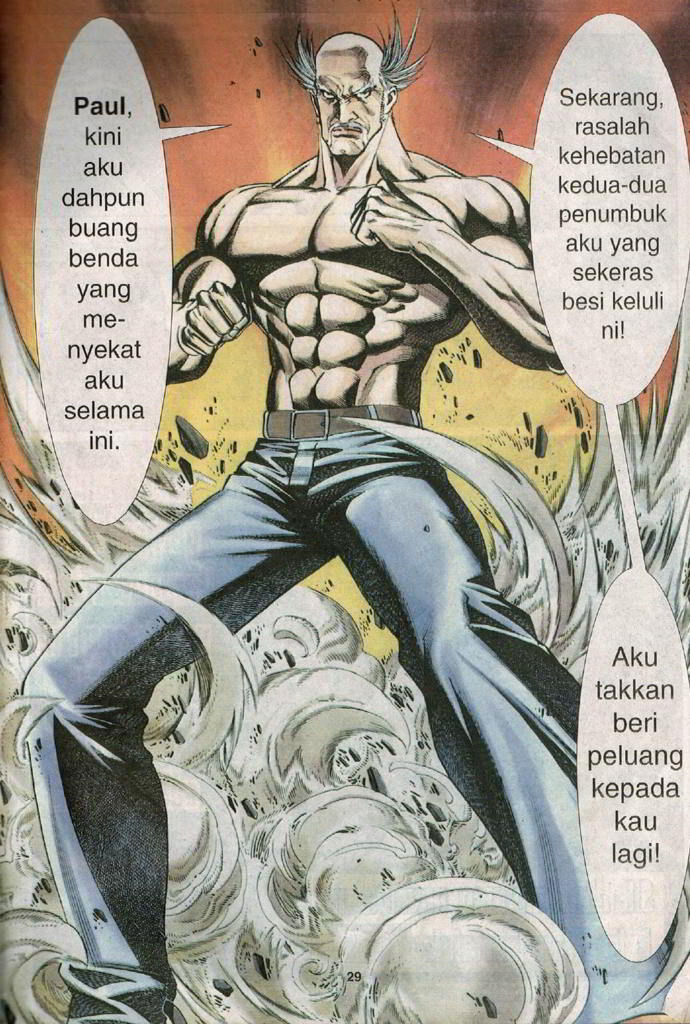 Paul,
kini
aku
dahpun
buang
benda
yang
me-
nyekat
aku
selama
ini.
Sekarang,
rasalah
kehebatan
kedua-dua
penumbuk
aku yang
sekeras
besi keluli
ni!
Aku
takkan
beri
peluang
kepada
kau
lagi!
29